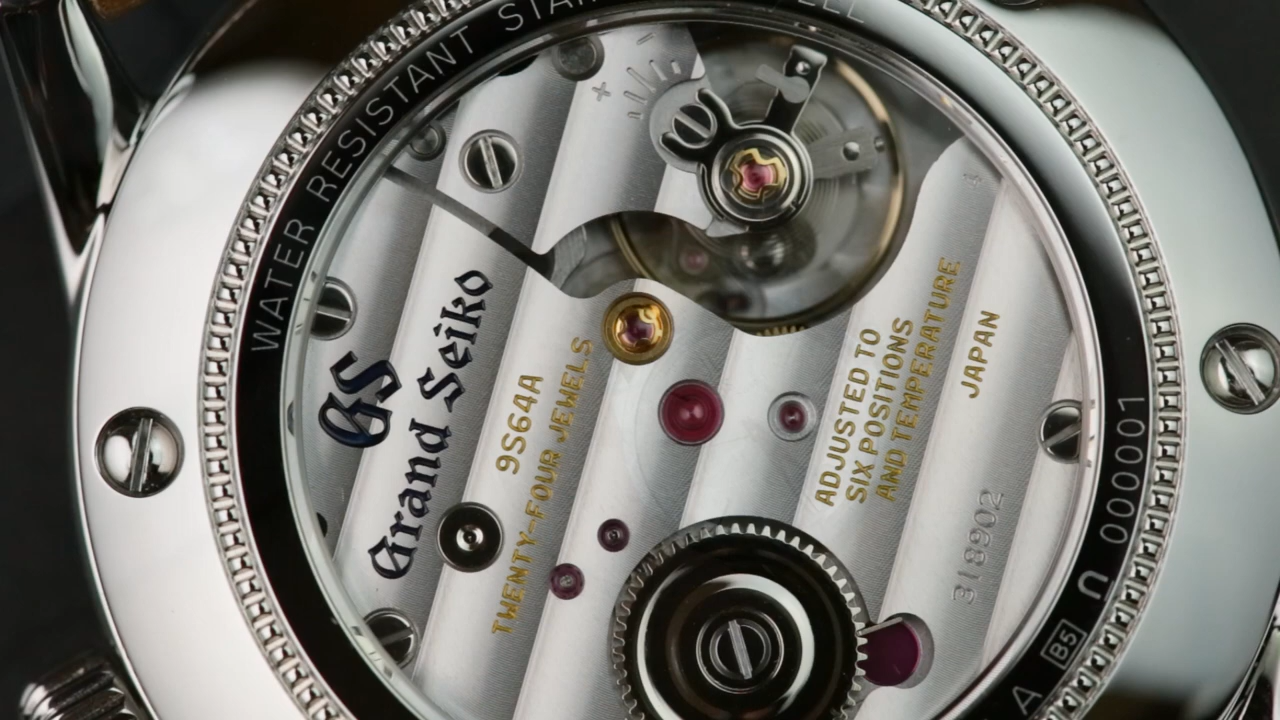 WATER RESISTANT
+
-
GS
Grand Seiko
9S64A
TWENTY-FOUR JEWELS
ADJUSTED TO
SIX POSITIONS
AND TEMPERATURE
JAPAN
318902
000001
B5
A